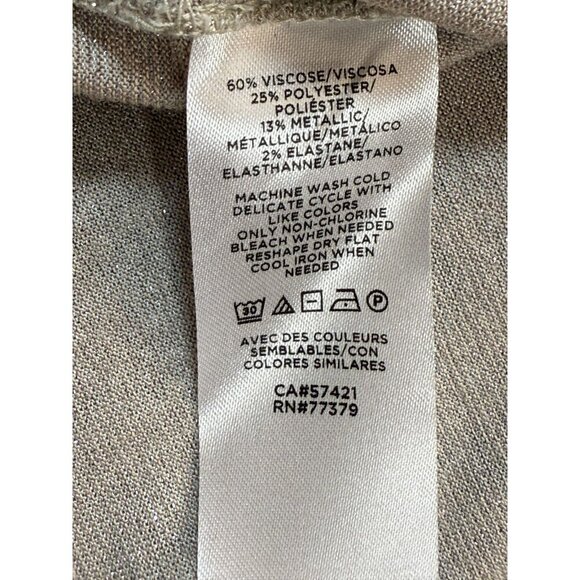 60% VISCOSE/VISCOSA
25% POLYESTER/
POLIÉSTER
13% METALLIC/
MÉTALLIQUE/METÁLICO
2% ELASTANE/
ELASTHANNE/ELASTANO
MACHINE WASH COLD
DELICATE CYCLE WITH
LIKE COLORS
ONLY NON-CHLORINE
BLEACH WHEN NEEDED
RESHAPE DRY FLAT
COOL IRON WHEN
NEEDED
30 P
AVEC DES COULEURS
SEMBLABLES/CON
COLORES SIMILARES
CA#57421
RN#77379